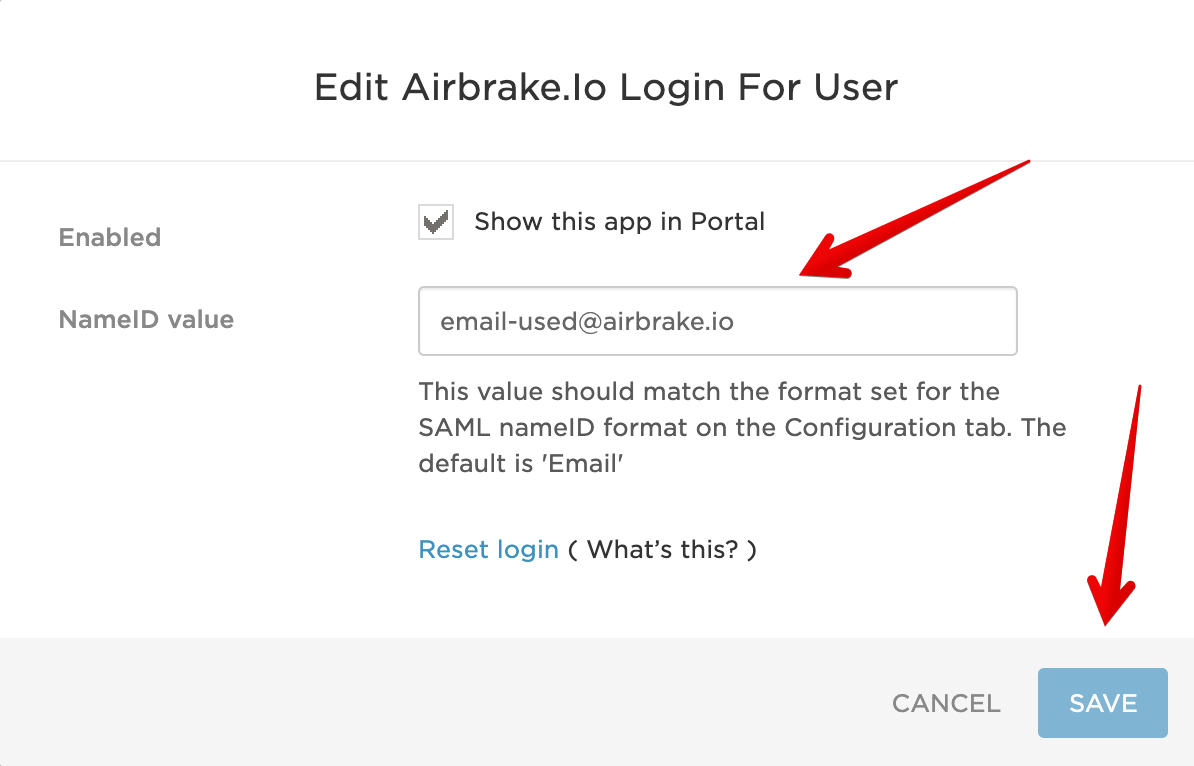 Edit Airbrake.Io Login For User
Enabled
Show this app in Portal
NameID value
email-used@airbrake.io
This value should match the format set for the
SAML nameID format on the Configuration tab. The
default is 'Email'
Reset login ( What’s this? )
CANCEL
SAVE